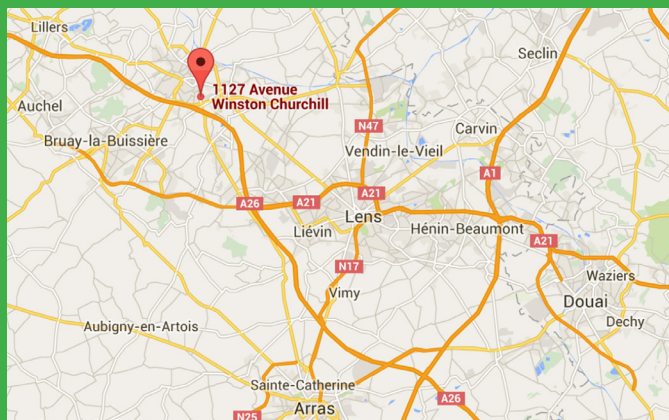 Lillers
Seclin
1127 Avenue
Winston Churchill
Auchel
N47
Carvin
Bruay-la-Buissière
Vendin-le-Vieil
A1
A21
A21
A26
Lens
Liévin
Hénin-Beaumont
A21
N17
Waziers
Vimy
Douai
Dechy
Aubigny-en-Artois
Sainte-Catherine
A26
Arras
N25